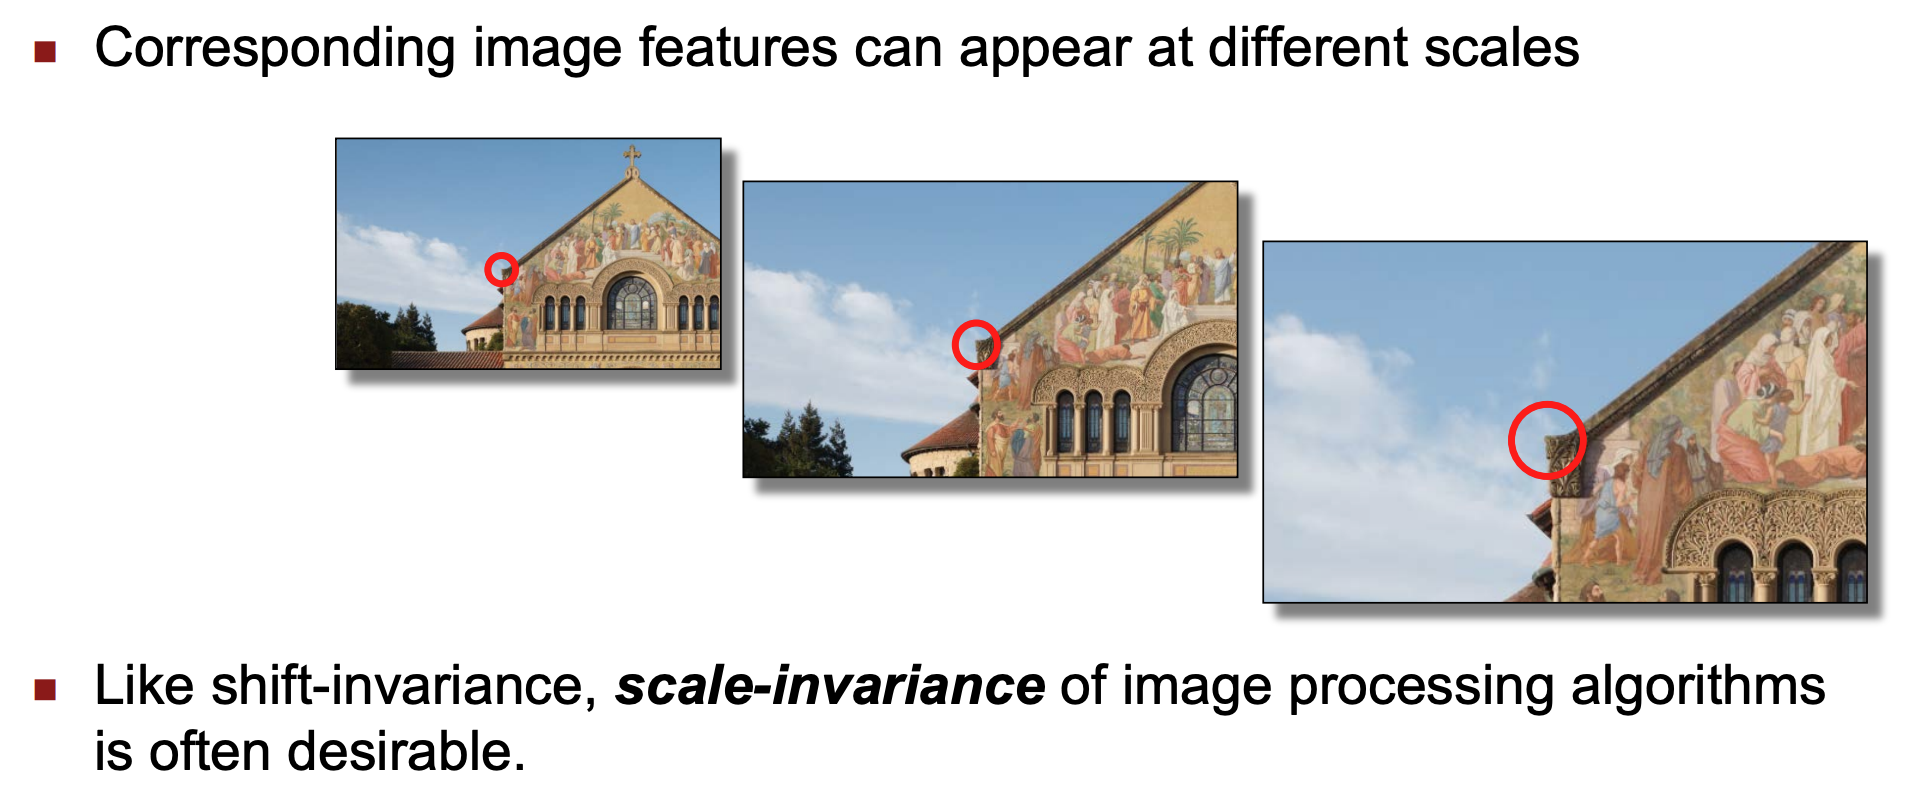 Corresponding image features can appear at different scales
Like shift-invariance, scale-invariance of image processing algorithms
is often desirable.